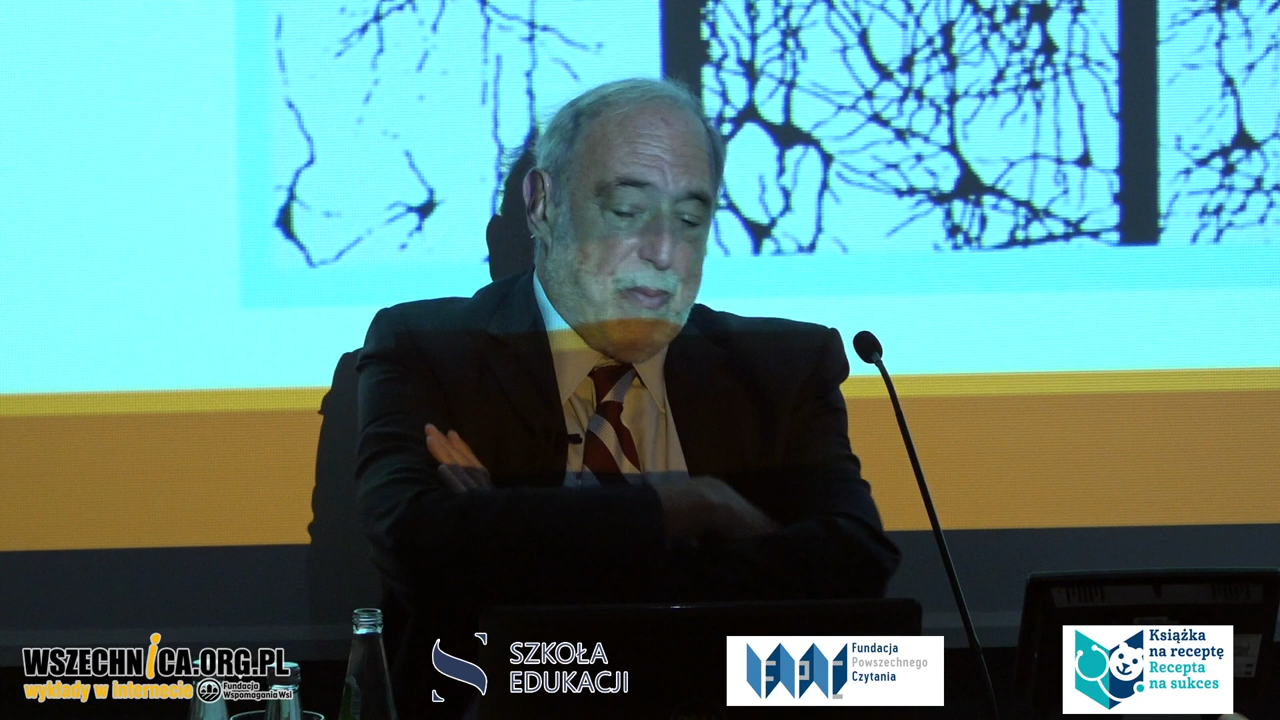 WSZECHNICA.ORG.PL
wykłady w internecie
Fundacja
Wspomagania Wsi
SZKOŁA
EDUKACJI
FPC
Fundacja
Powszechnego
Czytania
Książka
na receptę
Recepta
na sukces